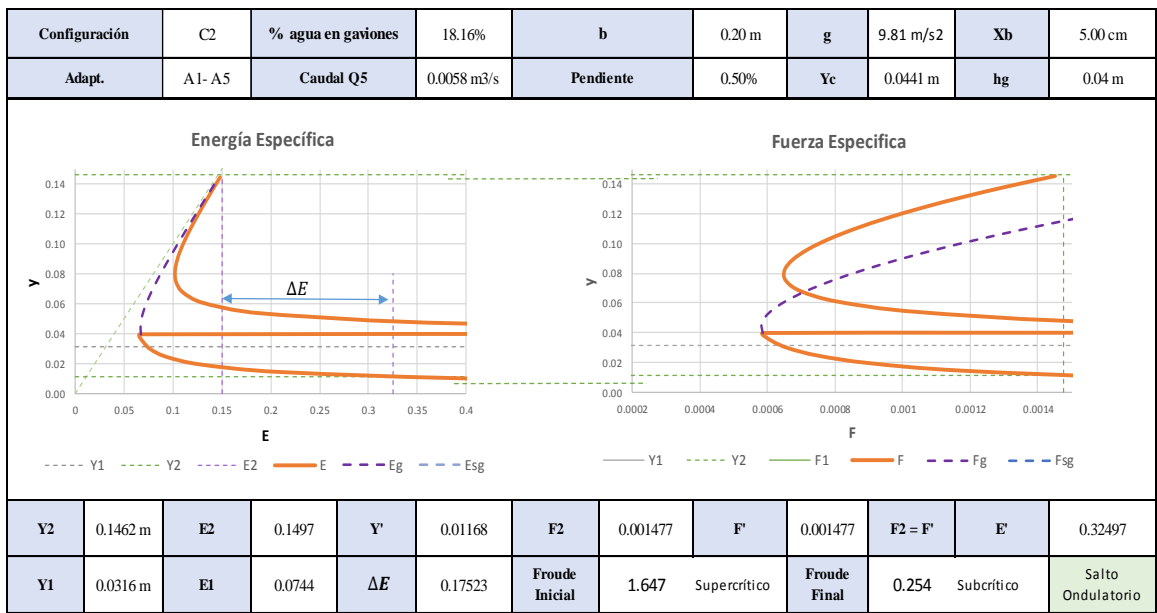 Configuración C2 % agua en gaviones 18.16% b 0.20 m g 9.81 m/s2 Xb 5.00 cm
Adapt. A1- A5 Caudal Q5 0.0058 m3/s Pendiente 0.50% Yc 0.0441 m hg 0.04 m
Energía Específica
0.14
0.12
0.10
0.08
0.06
0.04
0.02
0.00
y
ΔE
0 0.05 0.1 0.15 0.2 0.25 0.3 0.35 0.4
E
Y1 Y2 E2 E Eg Esg
Fuerza Especifica
0.14
0.12
0.10
0.08
0.06
0.04
0.02
0.00
y
0.0002 0.0004 0.0006 0.0008 0.001 0.0012 0.0014
F
Y1 Y2 F1 F Fg Fsg
Y2 0.1462 m E2 0.1497 Y' 0.01168 F2 0.001477 F' 0.001477 F2 = F' E' 0.32497
Y1 0.0316 m E1 0.0744 ΔE 0.17523 Froude Inicial 1.647 Supercrítico Froude Final 0.254 Subcrítico Salto Ondulatorio